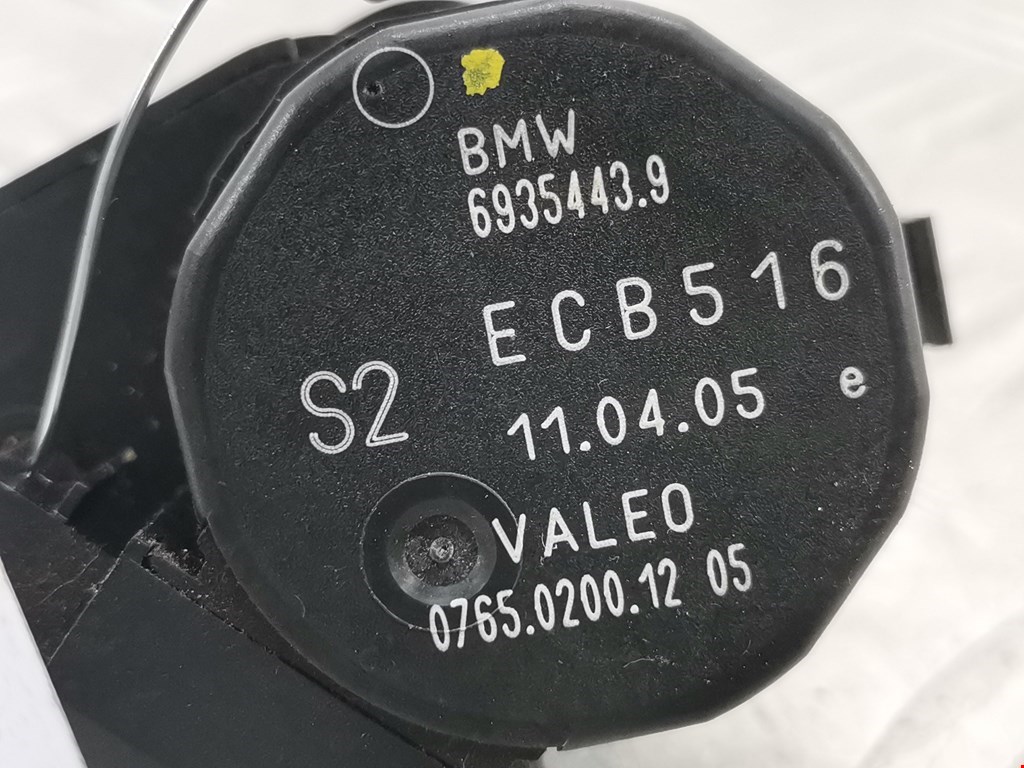 BMW
6935443.9
ECB516
S2
11.04.05 e
VALEO
0765.0200.12 05